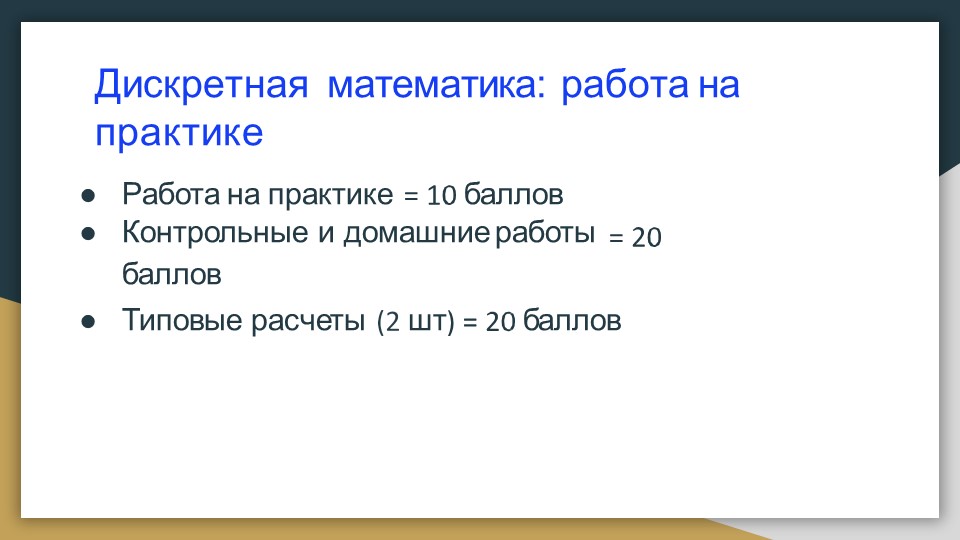 Дискретная математика: работа на
практике
● Работа на практике = 10 баллов
● Контрольные и домашние работы = 20
баллов
● Типовые расчеты (2 шт) = 20 баллов